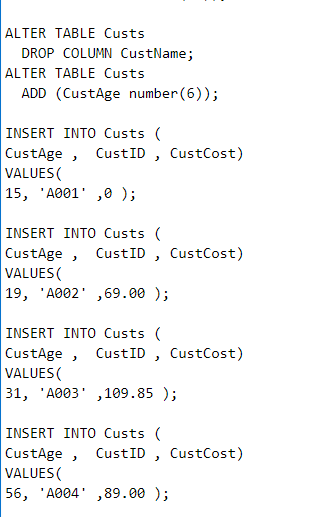 ALTER TABLE Custs
  DROP COLUMN CustName;
ALTER TABLE Custs
  ADD (CustAge number(6));

INSERT INTO Custs (
CustAge ,  CustID , CustCost)
VALUES(
15, 'A001' ,0 );

INSERT INTO Custs (
CustAge ,  CustID , CustCost)
VALUES(
19, 'A002' ,69.00 );

INSERT INTO Custs (
CustAge ,  CustID , CustCost)
VALUES(
31, 'A003' ,109.85 );

INSERT INTO Custs (
CustAge ,  CustID , CustCost)
VALUES(
56, 'A004' ,89.00 );